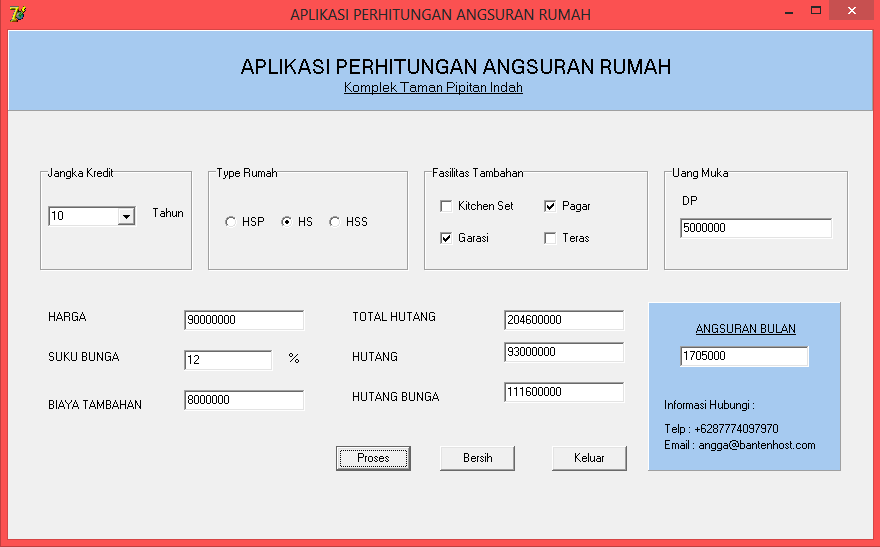 APLIKASI PERHITUNGAN ANGSURAN RUMAH
APLIKASI PERHITUNGAN ANGSURAN RUMAH
Komplek Taman Pipitan Indah
Jangka Kredit
10
Tahun
Type Rumah
HSP
HS
HSS
Fasilitas Tambahan
Kitchen Set
Pagar
Garasi
Teras
Uang Muka
DP
5000000
HARGA
90000000
SUKU BUNGA
12
%
BIAYA TAMBAHAN
8000000
TOTAL HUTANG
204600000
HUTANG
93000000
HUTANG BUNGA
111600000
ANGSURAN BULAN
1705000
Informasi Hubungi :
Telp : +6287774097970
Email : angga@bantenhost.com
Proses
Bersih
Keluar